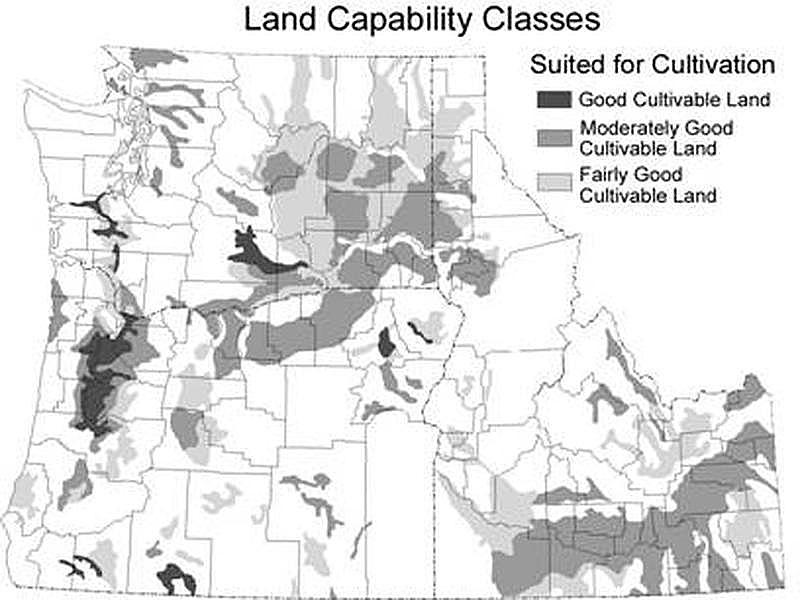 Land Capability Classes
Suited for Cultivation
Good Cultivable Land
Moderately Good
Cultivable Land
Fairly Good
Cultivable Land